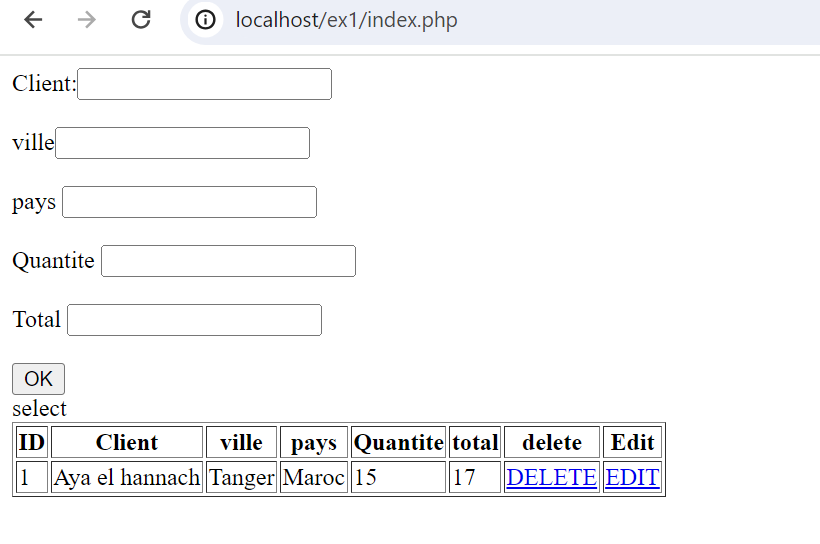 localhost/ex1/index.php
Client:
ville
pays
Quantite
Total
OK
select
ID Client ville pays Quantite total delete Edit
1 Aya el hannach Tanger Maroc 15 17 DELETE EDIT